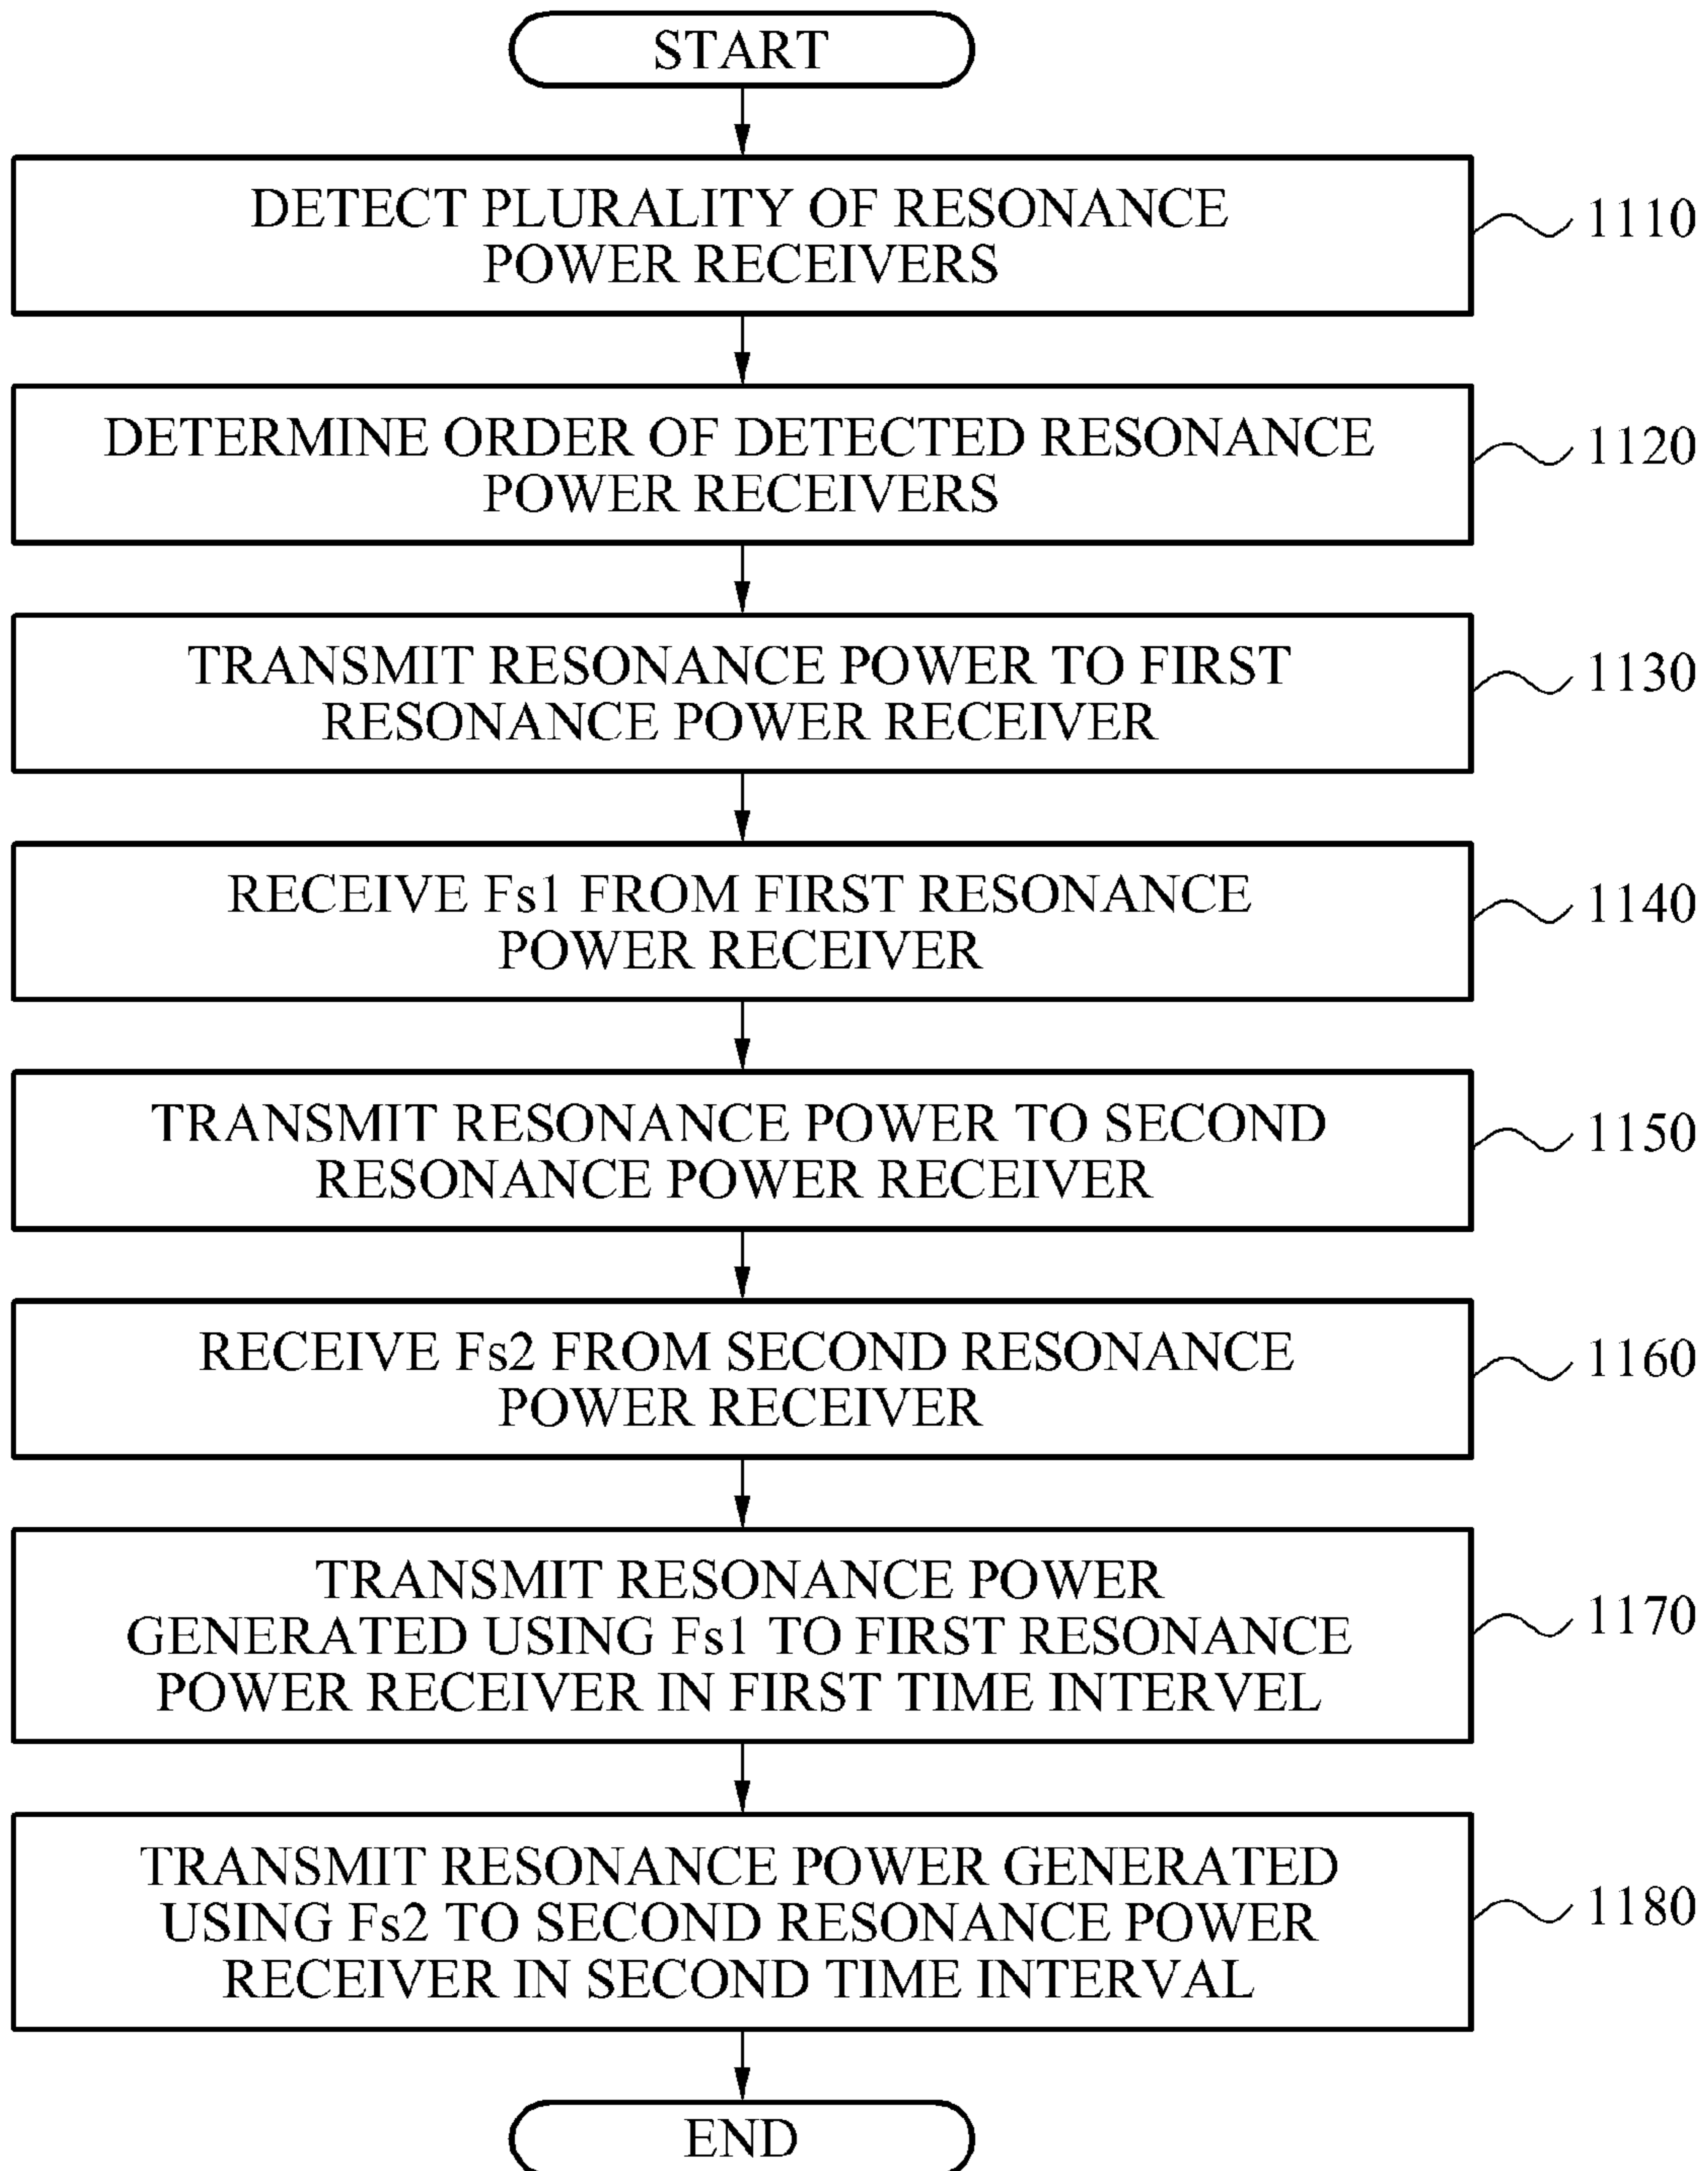 START
DETECT PLURALITY OF RESONANCE
POWER RECEIVERS
1110
DETERMINE ORDER OF DETECTED RESONANCE
POWER RECEIVERS
1120
TRANSMIT RESONANCE POWER TO FIRST
RESONANCE POWER RECEIVER
1130
RECEIVE Fs1 FROM FIRST RESONANCE
POWER RECEIVER
1140
TRANSMIT RESONANCE POWER TO SECOND
RESONANCE POWER RECEIVER
1150
RECEIVE Fs2 FROM SECOND RESONANCE
POWER RECEIVER
1160
TRANSMIT RESONANCE POWER
GENERATED USING Fs1 TO FIRST RESONANCE
POWER RECEIVER IN FIRST TIME INTERVEL
1170
TRANSMIT RESONANCE POWER GENERATED
USING Fs2 TO SECOND RESONANCE POWER
RECEIVER IN SECOND TIME INTERVAL
1180
END